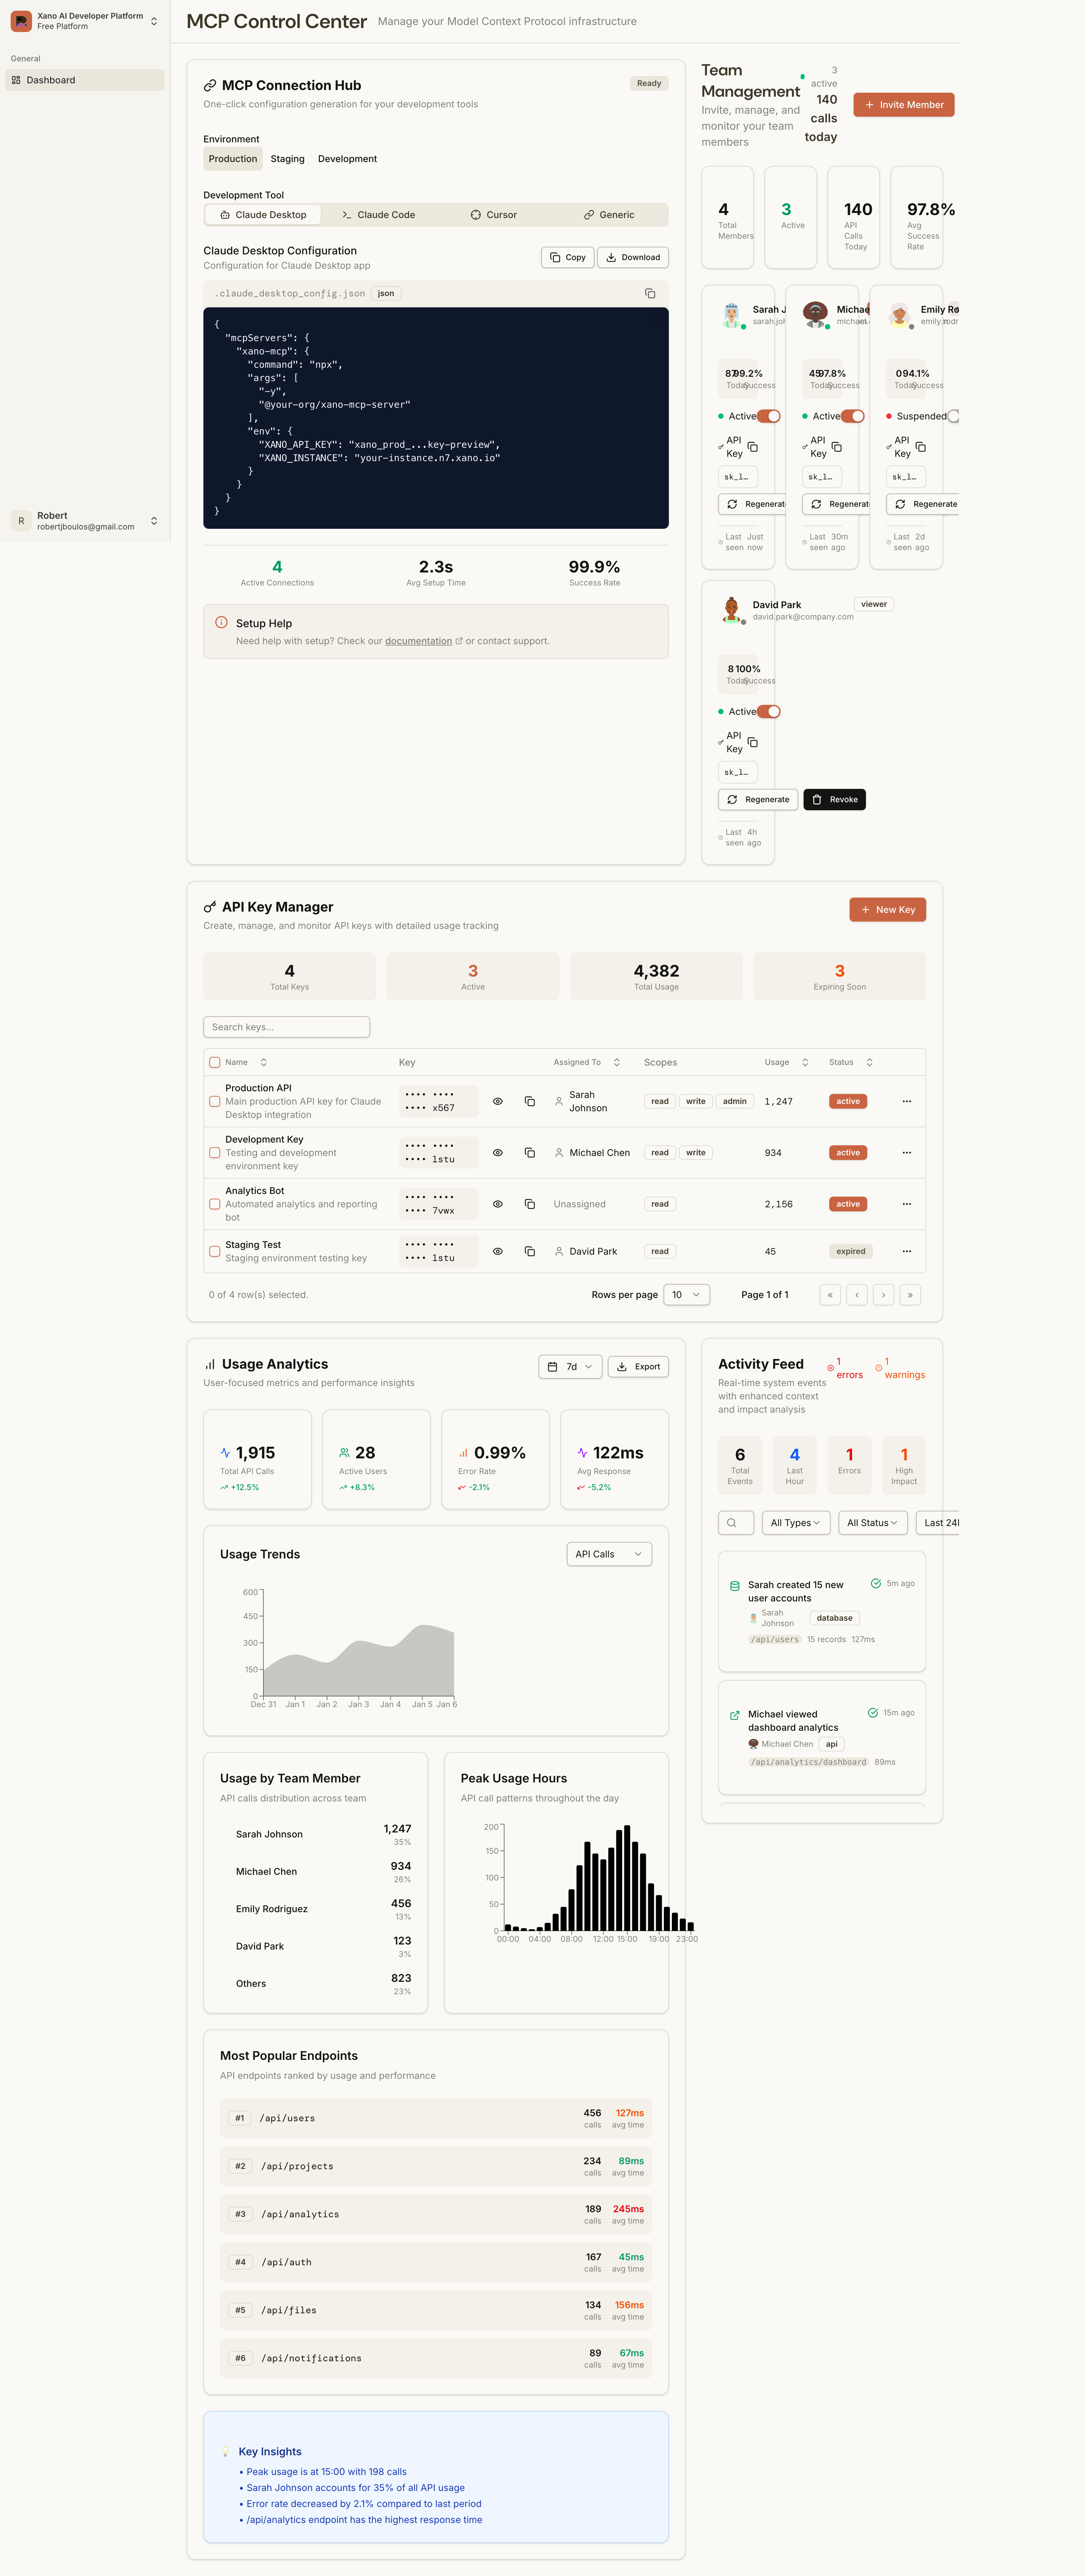 Xano AI Developer Platform
Free Platform
General
Dashboard
R
Robert
robertjboulos@gmail.com
MCP Control Center
Manage your Model Context Protocol infrastructure
MCP Connection Hub
Ready
One-click configuration generation for your development tools
Environment
Production Staging Development
Development Tool
Claude Desktop Claude Code Cursor Generic
Claude Desktop Configuration
Configuration for Claude Desktop app
Copy Download
.claude_desktop_config.json json
{
"mcpServers": {
"xano-mcp": {
"command": "npx",
"args": [
"-y",
"@your-org/xano-mcp-server"
],
"env": {
"XANO_API_KEY": "xano_prod_...key-preview",
"XANO_INSTANCE": "your-instance.n7.xano.io"
}
}
}
}
4
Active Connections
2.3s
Avg Setup Time
99.9%
Success Rate
Setup Help
Need help with setup? Check our documentation or contact support.
Team
Management
Invite, manage, and
monitor your team
members
3
active
140
calls
today
Invite Member
4
Total
Members
3
Active
140
API
Calls
Today
97.8%
Avg
Success
Rate
Sarah J
sarah.joh
87 99.2%
Today Success
Active
API
Key
sk_l…
Regenerate
Last
seen
Just
now
Michae
michael.
45 97.8%
Today Success
Active
API
Key
sk_l…
Regenerate
Last
seen
30m
ago
Emily Ro
emily.rodr
0 94.1%
Today Success
Suspended
API
Key
sk_l…
Regenerate
Last
seen
2d
ago
David Park
david.park@company.com
viewer
8 100%
Today Success
Active
API
Key
sk_l…
Regenerate Revoke
Last
seen
4h
ago
API Key Manager
Create, manage, and monitor API keys with detailed usage tracking
New Key
4
Total Keys
3
Active
4,382
Total Usage
3
Expiring Soon
Search keys...
Name Key Assigned To Scopes Usage Status
Production API
Main production API key for Claude
Desktop integration
•••• ••••
•••• x567
Sarah
Johnson
read write admin 1,247 active
Development Key
Testing and development
environment key
•••• ••••
•••• 1stu
Michael Chen
read write 934 active
Analytics Bot
Automated analytics and reporting
bot
•••• ••••
•••• 7vwx
Unassigned
read 2,156 active
Staging Test
Staging environment testing key
•••• ••••
•••• 1stu
David Park
read 45 expired
0 of 4 row(s) selected.
Rows per page 10 Page 1 of 1 « ‹ › »
Usage Analytics
User-focused metrics and performance insights
7d Export
1,915
Total API Calls
+12.5%
28
Active Users
+8.3%
0.99%
Error Rate
-2.1%
122ms
Avg Response
-5.2%
Usage Trends
API Calls
600
450
300
150
0
Dec 31 Jan 1 Jan 2 Jan 3 Jan 4 Jan 5 Jan 6
Usage by Team Member
API calls distribution across team
Sarah Johnson 1,247
35%
Michael Chen 934
26%
Emily Rodriguez 456
13%
David Park 123
3%
Others 823
23%
Peak Usage Hours
API call patterns throughout the day
200
150
100
50
0
00:00 04:00 08:00 12:00 15:00 19:00 23:00
Most Popular Endpoints
API endpoints ranked by usage and performance
#1 /api/users 456 127ms
calls avg time
#2 /api/projects 234 89ms
calls avg time
#3 /api/analytics 189 245ms
calls avg time
#4 /api/auth 167 45ms
calls avg time
#5 /api/files 134 156ms
calls avg time
#6 /api/notifications 89 67ms
calls avg time
Key Insights
• Peak usage is at 15:00 with 198 calls
• Sarah Johnson accounts for 35% of all API usage
• Error rate decreased by 2.1% compared to last period
• /api/analytics endpoint has the highest response time
Activity Feed
Real-time system events
with enhanced context
and impact analysis
1
errors
1
warnings
6
Total
Events
4
Last
Hour
1
Errors
1
High
Impact
All Types All Status Last 24
Sarah created 15 new
user accounts
5m ago
Sarah
Johnson
database
/api/users 15 records 127ms
Michael viewed
dashboard analytics
15m ago
Michael Chen api
/api/analytics/dashboard 89ms